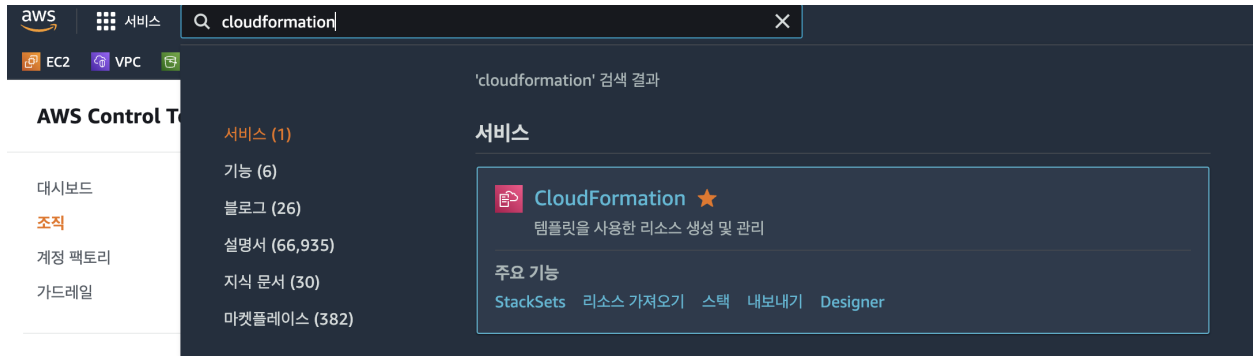 aws 서비스 cloudformation
EC2 VPC
'cloudformation' 검색 결과
AWS Control
대시보드
조직
계정 팩토리
가드레일
서비스 (1)
기능 (6)
블로그 (26)
설명서 (66,935)
지식 문서 (30)
마켓플레이스 (382)
서비스
CloudFormation
템플릿을 사용한 리소스 생성 및 관리
주요 기능
StackSets 리소스 가져오기 스택 내보내기 Designer